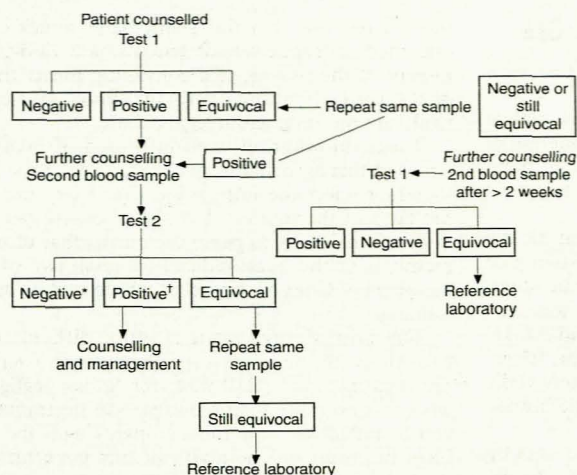 Patient counselled
Test 1
Negative
Positive
Equivocal
Repeat same sample
Negative or
still
equivocal
Further counselling
Second blood sample
Positive
Test 1
Further counselling
2nd blood sample
after > 2 weeks
Test 2
Positive
Negative
Equivocal
Negative*
Positive†
Equivocal
Reference
laboratory
Counselling
and management
Repeat same
sample
Still equivocal
Reference laboratory